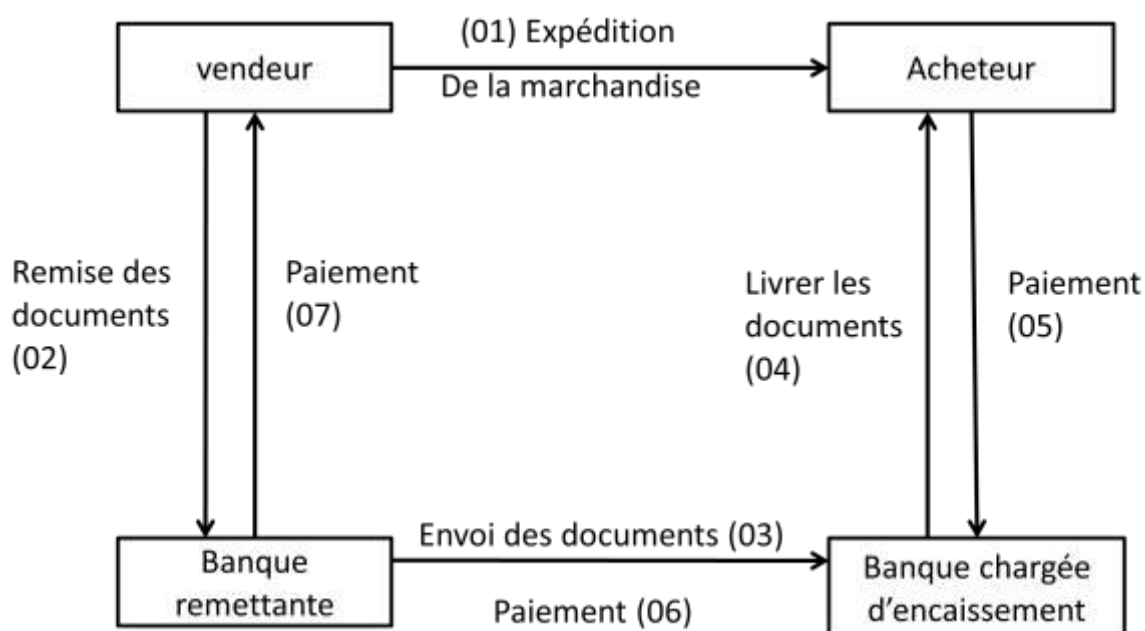 (01) Expédition
De la marchandise
vendeur
Acheteur
Remise des
documents
(02)
Paiement
(07)
Livrer les
documents
(04)
Paiement
(05)
Envoi des documents (03)
Paiement (06)
Banque
remettante
Banque chargée
d'encaissement